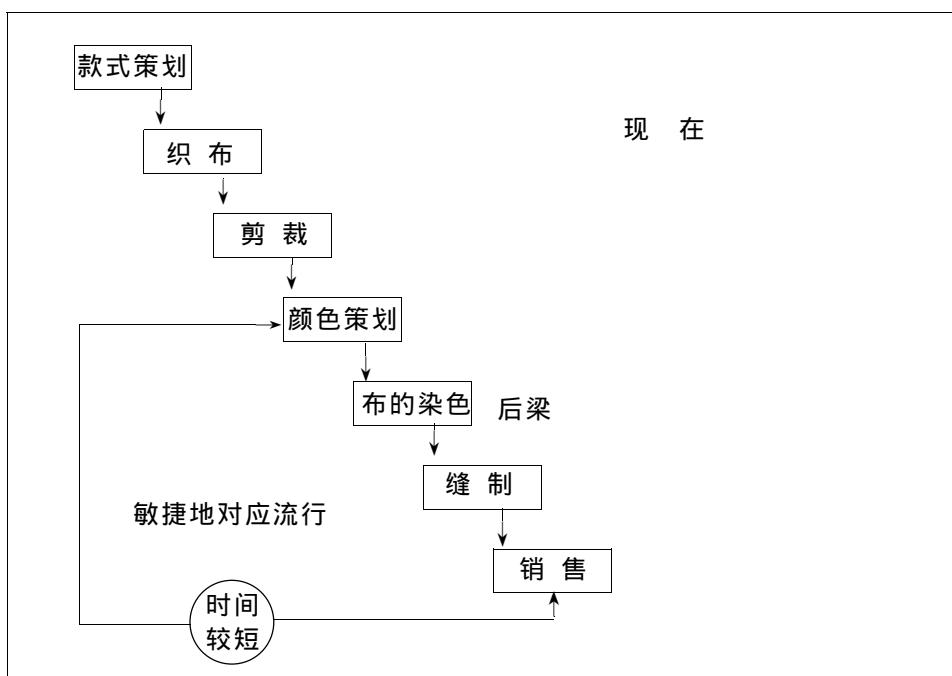 款式策划
现 在
织 布
剪 裁
颜色策划
布的染色
后梁
缝 制
敏捷地对应流行
销 售
时间
较短